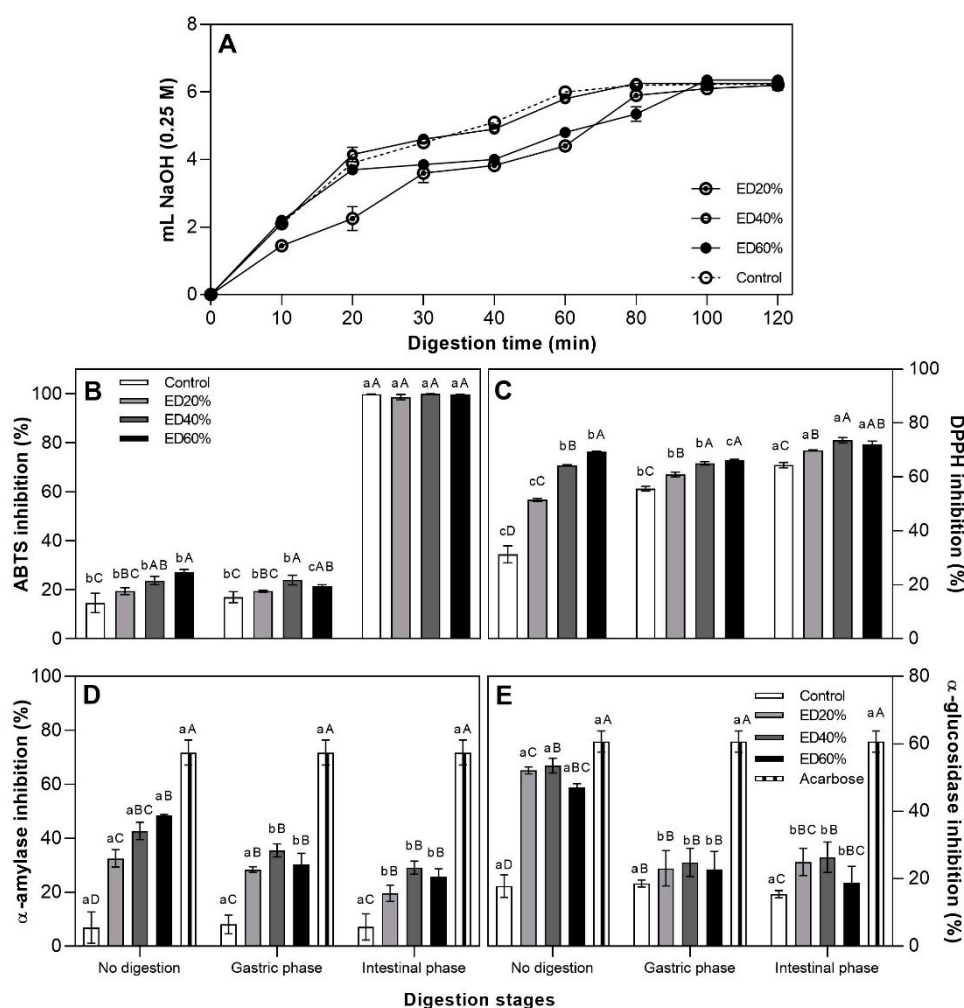 A
mL NaOH (0.25 M)
8
6
4
2
0
ED20%
ED40%
ED60%
Control
0 10 20 30 40 60 80 100 120
Digestion time (min)
B
ABTS inhibition (%)
100
80
60
40
20
0
Control
ED20%
ED40%
ED60%
bC bBC bAB bA
bC bBC bA cAB
aA aA aA aA
C
DPPH inhibition (%)
100
80
60
40
20
0
cD cC bB bA
bC bB bA cA
aC aB aA aAB
D
α-amylase inhibition (%)
100
80
60
40
20
0
aD aC aBC aB aA
aC aB bB bB aA
aC bB bB bB aA
No digestion Gastric phase Intestinal phase
E
α-glucosidase inhibition (%)
80
60
40
20
0
Control
ED20%
ED40%
ED60%
Acarbose
aD aC aB aBC aA
aB bB bB bB aA
aC bBC bB bBC aA
No digestion Gastric phase Intestinal phase
Digestion stages